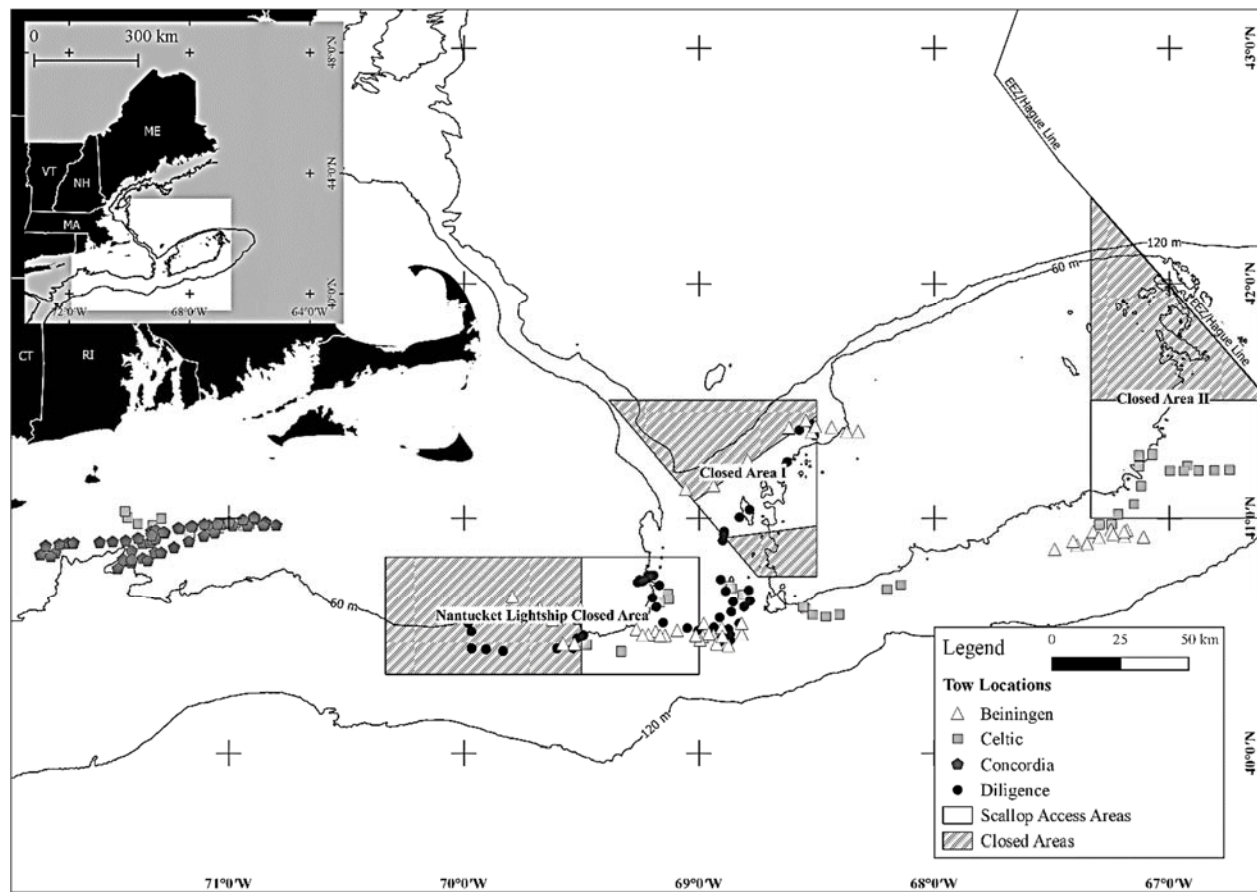 0 300 km
48°0'N
ME
VT
NH
44°0'N
MA
40°0'N
72°0'W 68°0'W 64°0'W
CT
RI
43°0'N
EEZ/Hague Line
120 m
60 m
42°0'N
EEZ/Hague Line
Closed Area II
Closed Area I
41°0'N
60 m
Nantucket Lightship Closed Area
120 m
40°0'N
Legend
0 25 50 km
Tow Locations
Beiningen
Celtic
Concordia
Diligence
Scallop Access Areas
Closed Areas
71°0'W 70°0'W 69°0'W 68°0'W 67°0'W